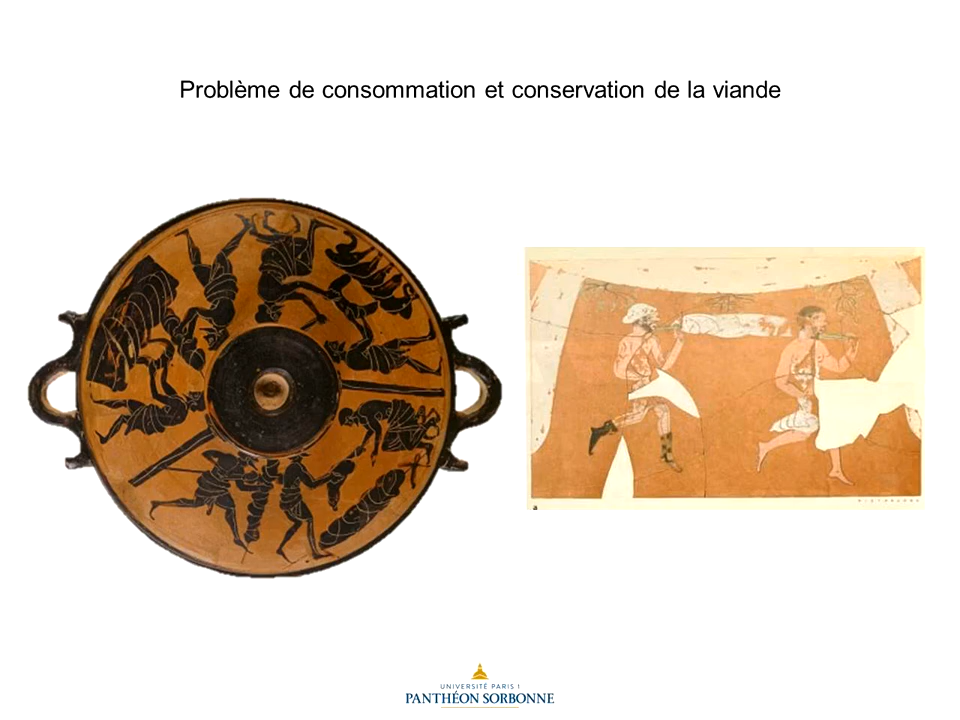 Problème de consommation et conservation de la viande
a
UNIVERSITÉ PARIS 1
PANTHÉON SORBONNE